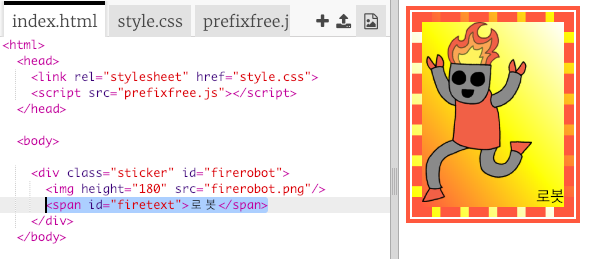 index.html style.css prefixfree.j
<html>
<head>
<link rel="stylesheet" href="style.css">
<script src="prefixfree.js"></script>
</head>
<body>
<div class="sticker" id="firerobot">
<img height="180" src="firerobot.png"/>
<span id="firetext">로봇</span>
</div>
</body>
로봇